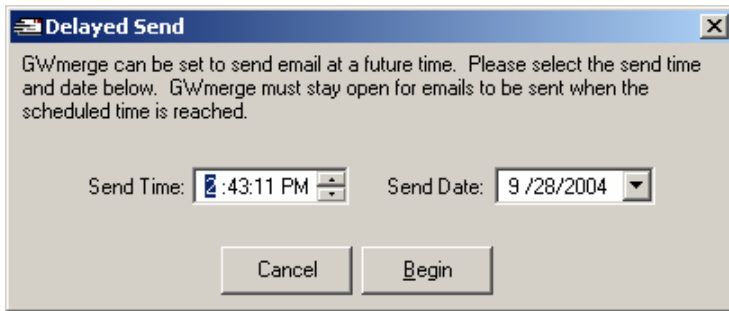 Delayed Send
GWmerge can be set to send email at a future time.  Please select the send time
and date below.  GWmerge must stay open for emails to be sent when the
scheduled time is reached.
Send Time: 2 :43:11 PM Send Date: 9 /28/2004
Cancel Begin